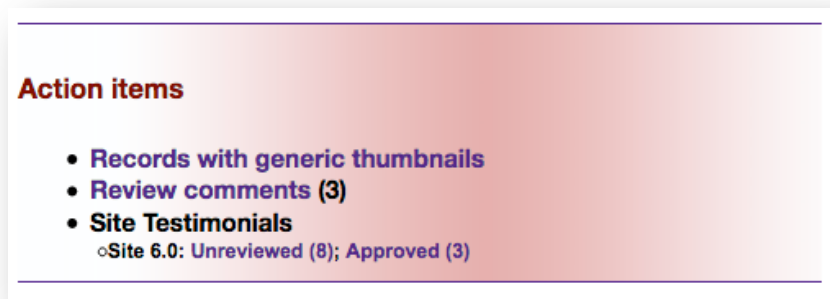 Action items
• Records with generic thumbnails
• Review comments (3)
• Site Testimonials
○Site 6.0: Unreviewed (8); Approved (3)